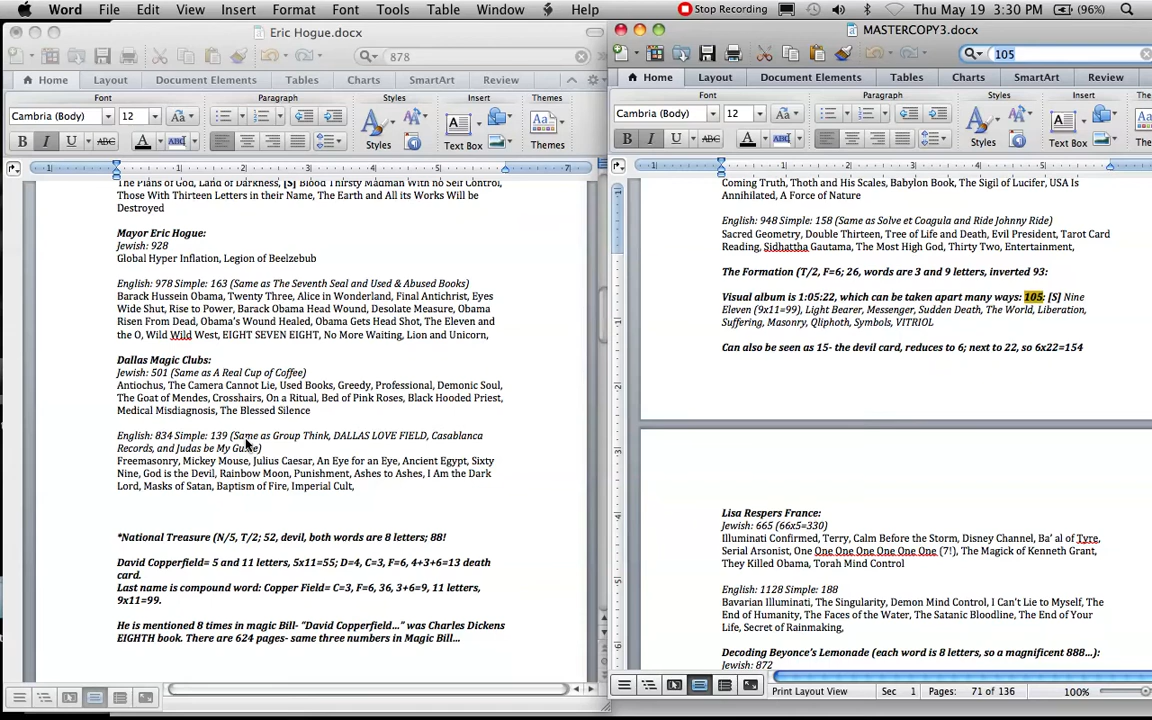 Word File Edit View Insert Format Font Tools Table Window Help Stop Recording Thu May 19 3:30 PM (96%)
Eric Hogue.docx
878
Home Layout Document Elements Tables Charts SmartArt Review
Font Paragraph Styles Insert Themes
Cambria (Body) 12
Styles Text Box Themes
The Plans of God, Land of Darkness, [S] Blood Thirsty Madman With no Self Control,
Those With Thirteen Letters in their Name, The Earth and All its Works Will be
Destroyed
Mayor Eric Hogue:
Jewish: 928
Global Hyper Inflation, Legion of Beelzebub
English: 978 Simple: 163 (Same as The Seventh Seal and Used & Abused Books)
Barack Hussein Obama, Twenty Three, Alice in Wonderland, Final Antichrist, Eyes
Wide Shut, Rise to Power, Barack Obama Head Wound, Desolate Measure, Obama
Risen From Dead, Obama's Wound Healed, Obama Gets Head Shot, The Eleven and
the O, Wild Wild West, EIGHT SEVEN EIGHT, No More Waiting, Lion and Unicorn,
Dallas Magic Clubs:
Jewish: 501 (Same as A Real Cup of Coffee)
Antiochus, The Camera Cannot Lie, Used Books, Greedy, Professional, Demonic Soul,
The Goat of Mendes, Crosshairs, On a Ritual, Bed of Pink Roses, Black Hooded Priest,
Medical Misdiagnosis, The Blessed Silence
English: 834 Simple: 139 (Same as Group Think, DALLAS LOVE FIELD, Casablanca
Records, and Judas be My Guise)
Freemasonry, Mickey Mouse, Julius Caesar, An Eye for an Eye, Ancient Egypt, Sixty
Nine, God is the Devil, Rainbow Moon, Punishment, Ashes to Ashes, I Am the Dark
Lord, Masks of Satan, Baptism of Fire, Imperial Cult,
*National Treasure (N/5, T/2; 52, devil, both words are 8 letters; 88!
David Copperfield= 5 and 11 letters, 5x11=55; D=4, C=3, F=6, 4+3+6=13 death
card.
Last name is compound word: Copper Field= C=3, F=6, 36, 3+6=9, 11 letters,
9x11=99.
He is mentioned 8 times in magic Bill- "David Copperfield..." was Charles Dickens
EIGHTH book. There are 624 pages- same three numbers in Magic Bill...
MASTERCOPY3.docx
105
Home Layout Document Elements Tables Charts SmartArt Review
Font Paragraph Styles Insert The
Cambria (Body) 12
Styles Text Box The
Coming Truth, Thoth and His Scales, Babylon Book, The Sigil of Lucifer, USA Is
Annihilated, A Force of Nature
English: 948 Simple: 158 (Same as Solve et Coagula and Ride Johnny Ride)
Sacred Geometry, Double Thirteen, Tree of Life and Death, Evil President, Tarot Card
Reading, Sidhattha Gautama, The Most High God, Thirty Two, Entertainment,
The Formation (T/2, F=6; 26, words are 3 and 9 letters, inverted 93:
Visual album is 1:05:22, which can be taken apart many ways: 105: [S] Nine
Eleven (9x11=99), Light Bearer, Messenger, Sudden Death, The World, Liberation,
Suffering, Masonry, Qliphoth, Symbols, VITRIOL
Can also be seen as 15- the devil card, reduces to 6; next to 22, so 6x22=154
Lisa Respers France:
Jewish: 665 (66x5=330)
Illuminati Confirmed, Terry, Calm Before the Storm, Disney Channel, Ba' al of Tyre,
Serial Arsonist, One One One One One One One (7!), The Magick of Kenneth Grant,
They Killed Obama, Torah Mind Control
English: 1128 Simple: 188
Bavarian Illuminati, The Singularity, Demon Mind Control, I Can't Lie to Myself, The
End of Humanity, The Faces of the Water, The Satanic Bloodline, The End of Your
Life, Secret of Rainmaking,
Decoding Beyonce's Lemonade (each word is 8 letters, so a magnificent 888...):
Jewish: 872
Print Layout View Sec 1 Pages: 71 of 136 100%